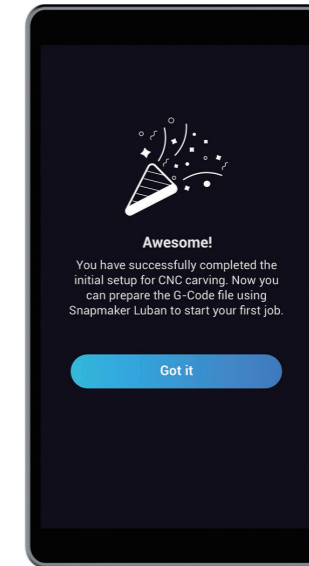 Awesome!
You have successfully completed the
initial setup for CNC carving. Now you
can prepare the G-Code file using
Snapmaker Luban to start your first job.
Got it